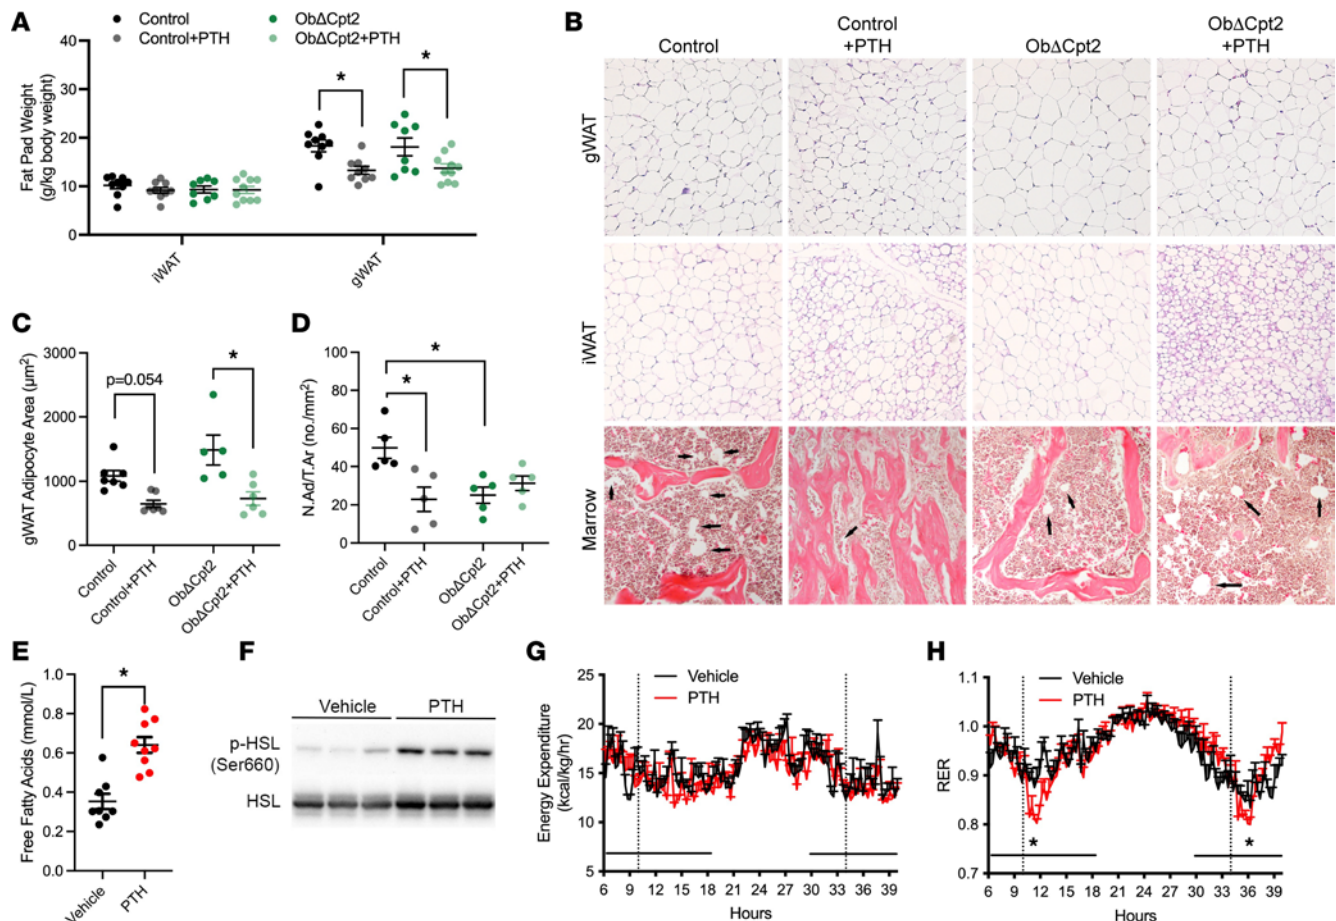 A
Control
Control+PTH
ObΔCpt2
ObΔCpt2+PTH
Fat Pad Weight
(g/kg body weight)
40
30
20
10
0
*
*
iWAT
gWAT
B
Control
Control
+PTH
ObΔCpt2
ObΔCpt2
+PTH
gWAT
iWAT
Marrow
C
gWAT Adipocyte Area (µm²)
3000
2000
1000
0
p=0.054
*
Control
Control+PTH
ObΔCpt2
ObΔCpt2+PTH
D
N.Ad/T.Ar (no./mm²)
100
80
60
40
20
0
*
*
Control
Control+PTH
ObΔCpt2
ObΔCpt2+PTH
E
Free Fatty Acids (mmol/L)
1.0
0.8
0.6
0.4
0.2
0.0
*
Vehicle
PTH
F
Vehicle
PTH
p-HSL
(Ser660)
HSL
G
Energy Expenditure
(kcal/kg/hr)
25
20
15
10
5
Vehicle
PTH
6 9 12 15 18 21 24 27 30 33 36 39
Hours
H
RER
1.1
1.0
0.9
0.8
0.7
Vehicle
PTH
*
*
6 9 12 15 18 21 24 27 30 33 36 39
Hours